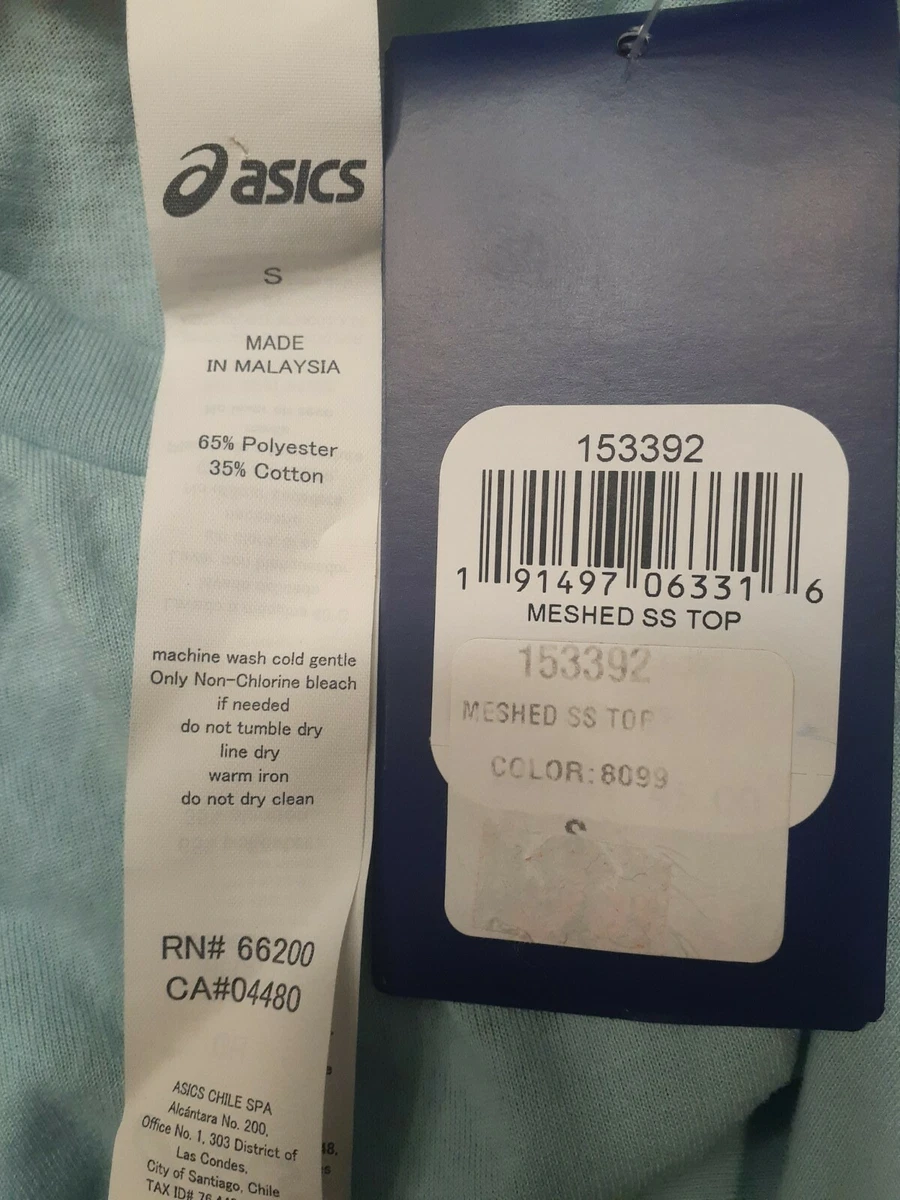 asics
S
MADE
IN MALAYSIA
65% Polyester
35% Cotton
machine wash cold gentle
Only Non-Chlorine bleach
if needed
do not tumble dry
line dry
warm iron
do not dry clean
RN# 66200
CA#04480
ASICS CHILE SPA
Alcántara No. 200,
Office No. 1, 303 District of
Las Condes,
City of Santiago, Chile
TAX ID#
153392
1 91497 06331 6
MESHED SS TOP
153392
MESHED SS TOP
COLOR:8099